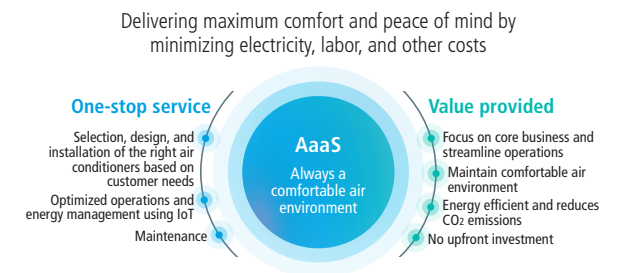 Delivering maximum comfort and peace of mind by
minimizing electricity, labor, and other costs
One-stop service
Selection, design, and
installation of the right air
conditioners based on
customer needs
Optimized operations and
energy management using IoT
Maintenance
AaaS
Always a
comfortable air
environment
Value provided
Focus on core business and
streamline operations
Maintain comfortable air
environment
Energy efficient and reduces
CO₂ emissions
No upfront investment